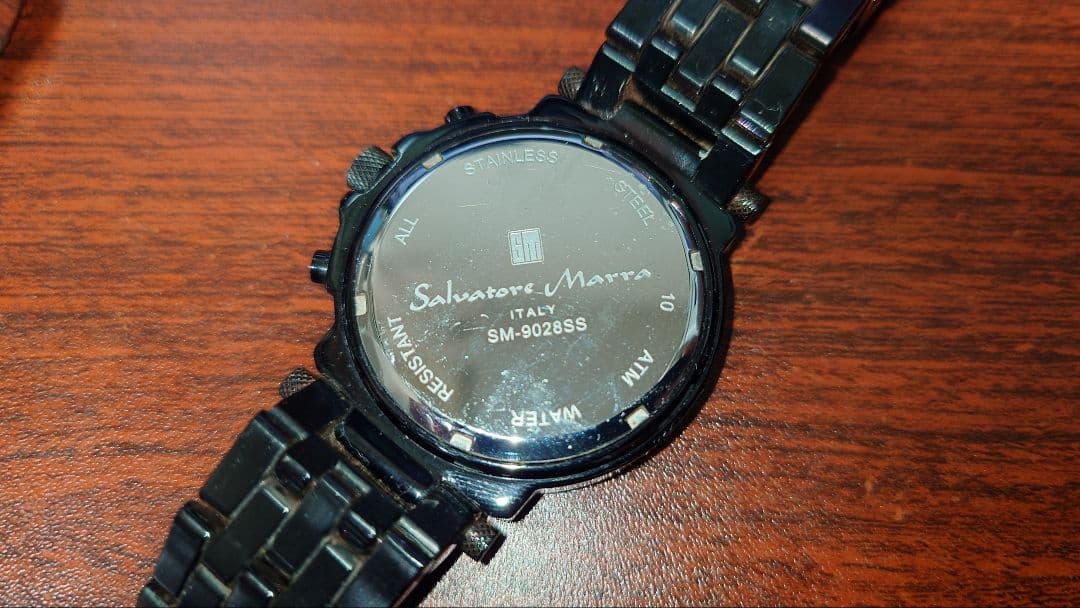 ALL STAINLESS STEEL
10 ATM WATER RESISTANT
SM
Salvatore Marra
ITALY
SM-9028SS